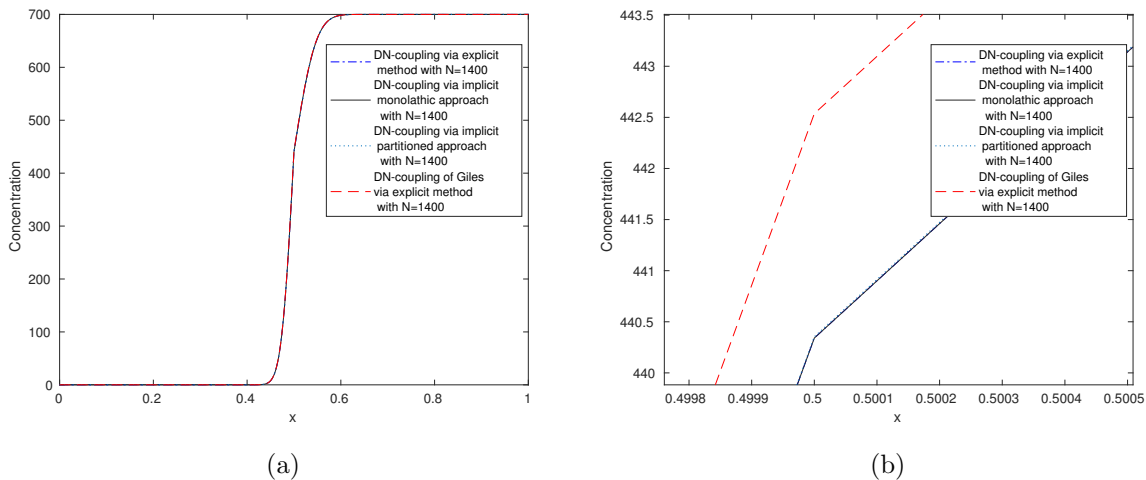 700
600
500
400
300
200
100
0
Concentration
DN-coupling via explicit
method with N=1400
DN-coupling via implicit
monolathic approach
with N=1400
DN-coupling via implicit
partitioned approach
with N=1400
DN-coupling of Giles
via explicit method
with N=1400
0 0.2 0.4 0.6 0.8 1
x
(a)
443.5
443
442.5
442
441.5
441
440.5
440
Concentration
DN-coupling via explicit
method with N=1400
DN-coupling via implicit
monolathic approach
with N=1400
DN-coupling via implicit
partitioned approach
with N=1400
DN-coupling of Giles
via explicit method
with N=1400
0.4998 0.4999 0.5 0.5001 0.5002 0.5003 0.5004 0.5005
x
(b)